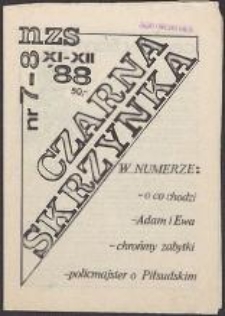 nzs
nr 7-8
XI-XII
'88
50,-
CZARNA
SKRZYNKA
W NUMERZE:
-o co chodzi
-Adam i Ewa
-chrońmy zabytki
-policmajster o Piłsudskim